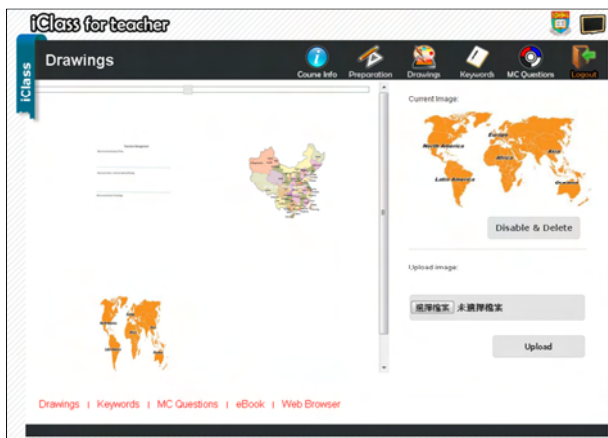 iClass for teacher
iClass
Drawings
Course Info
Preparation
Drawings
Keywords
MC Questions
Logout
Current Image:
North America
Europe
Asia
Africa
Latin America
Oceania
Disable & Delete
Upload image:
選擇檔案 未選擇檔案
Upload
Drawings | Keywords | MC Questions | eBook | Web Browser